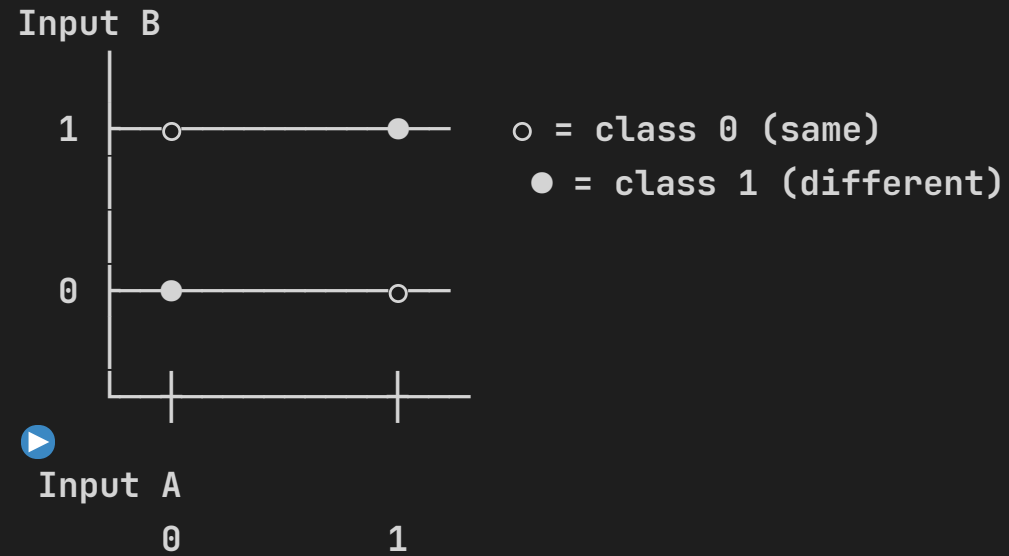 Input B
1 ○ = class 0 (same)
● = class 1 (different)
0
Input A
0 1